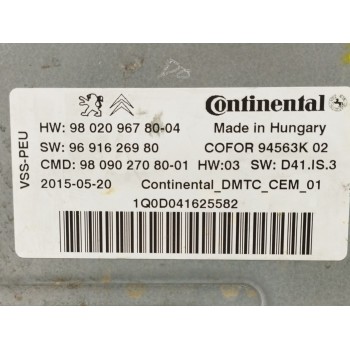 Continental
HW: 98 020 967 80-04
Made in Hungary
SW: 96 916 269 80
COFOR 94563K 02
CMD: 98 090 270 80-01
HW:03 SW: D41.IS.3
2015-05-20
Continental_DMTC_CEM_01
1Q0D041625582
VSS-PEU